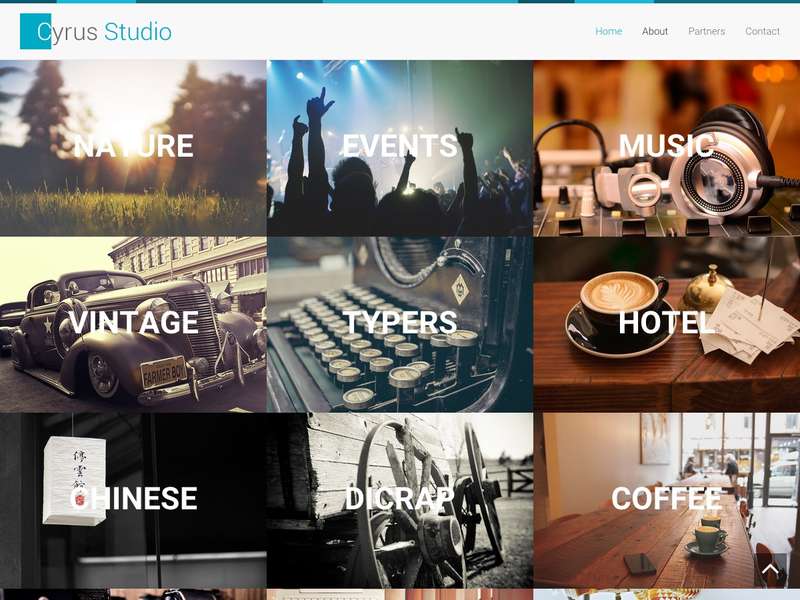 Cyrus Studio
Home About Partners Contact
NATURE EVENTS MUSIC
VINTAGE TYPERS HOTEL
FARMER BOY
CHINESE DICRAP COFFEE